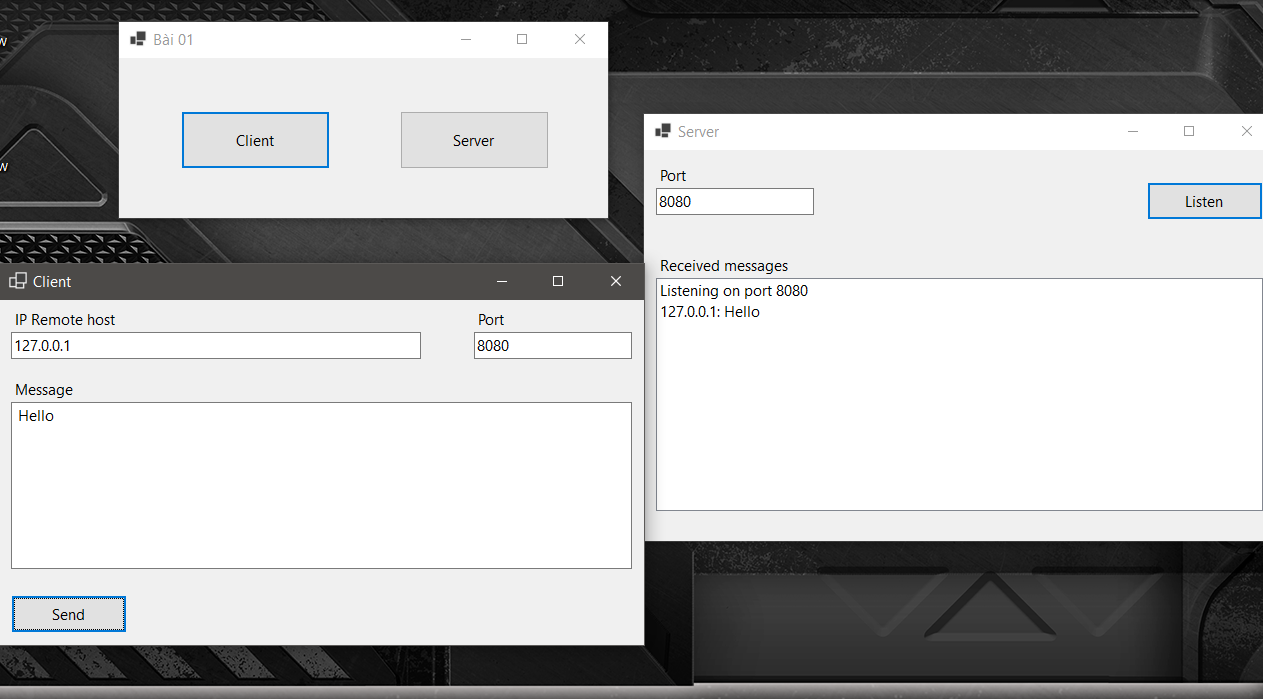 w
w
Bài 01
Client
Server
Server
Port
8080
Listen
Received messages
Listening on port 8080
127.0.0.1: Hello
Client
IP Remote host
Port
127.0.0.1
8080
Message
Hello
Send